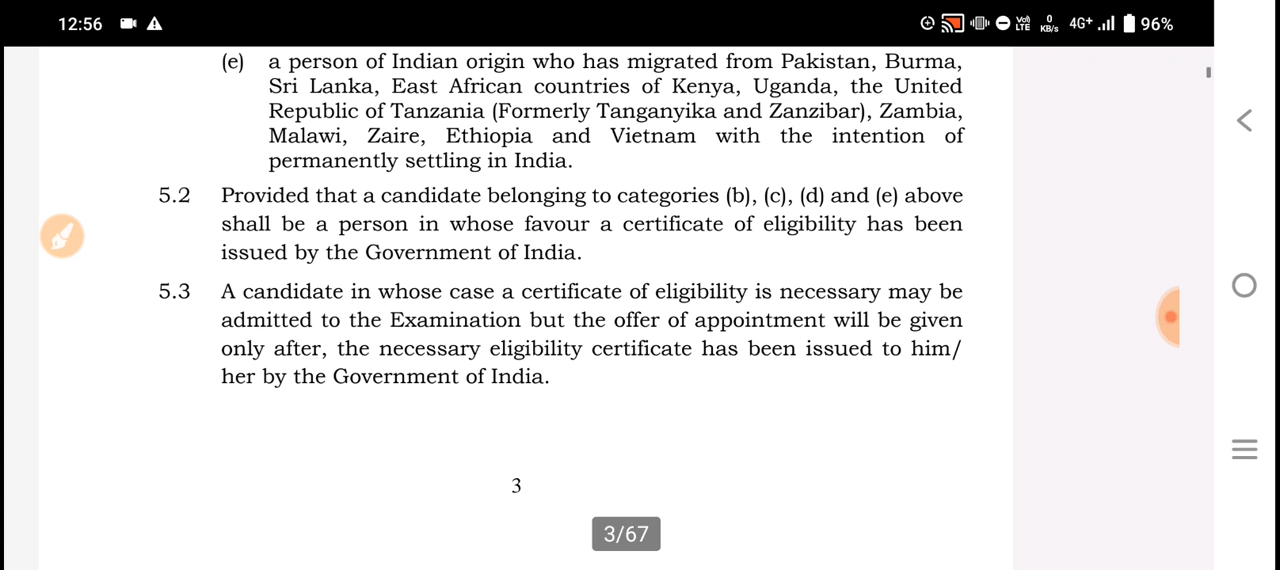 12:56
Vo) LTE 0 KB/s 4G+ 96%
(e) a person of Indian origin who has migrated from Pakistan, Burma,
Sri Lanka, East African countries of Kenya, Uganda, the United
Republic of Tanzania (Formerly Tanganyika and Zanzibar), Zambia,
Malawi, Zaire, Ethiopia and Vietnam with the intention of
permanently settling in India.
5.2 Provided that a candidate belonging to categories (b), (c), (d) and (e) above
shall be a person in whose favour a certificate of eligibility has been
issued by the Government of India.
5.3 A candidate in whose case a certificate of eligibility is necessary may be
admitted to the Examination but the offer of appointment will be given
only after, the necessary eligibility certificate has been issued to him/
her by the Government of India.
3
3/67